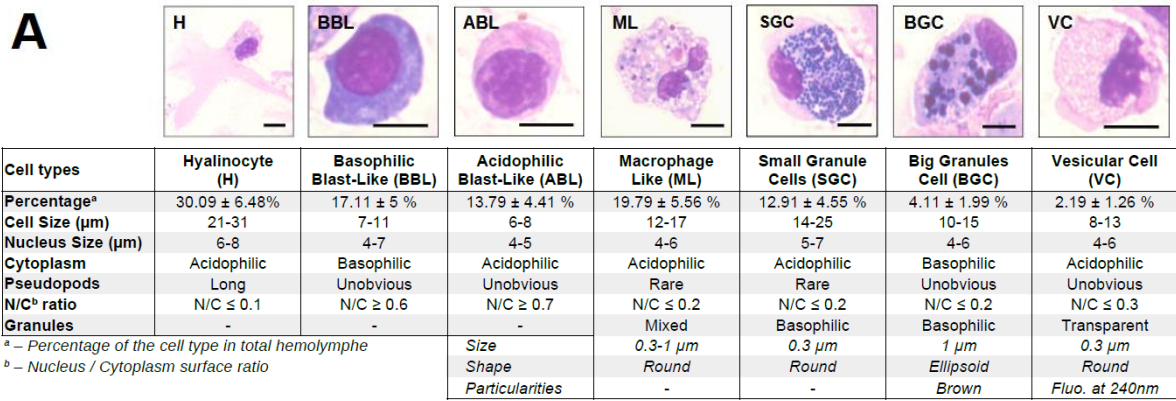 A
H BBL ABL ML SGC BGC VC
Cell types Hyalinocyte (H) Basophilic Blast-Like (BBL) Acidophilic Blast-Like (ABL) Macrophage Like (ML) Small Granule Cells (SGC) Big Granules Cell (BGC) Vesicular Cell (VC)
Percentageᵃ 30.09 ± 6.48% 17.11 ± 5 % 13.79 ± 4.41 % 19.79 ± 5.56 % 12.91 ± 4.55 % 4.11 ± 1.99 % 2.19 ± 1.26 %
Cell Size (µm) 21-31 7-11 6-8 12-17 14-25 10-15 8-13
Nucleus Size (µm) 6-8 4-7 4-5 4-6 5-7 4-6 4-6
Cytoplasm Acidophilic Basophilic Acidophilic Acidophilic Acidophilic Basophilic Acidophilic
Pseudopods Long Unobvious Unobvious Rare Rare Unobvious Unobvious
N/Cᵇ ratio N/C ≤ 0.1 N/C ≥ 0.6 N/C ≥ 0.7 N/C ≤ 0.2 N/C ≤ 0.2 N/C ≤ 0.2 N/C ≤ 0.3
Granules - - - Mixed Basophilic Basophilic Transparent
ᵃ – Percentage of the cell type in total hemolymphe Size 0.3-1 µm 0.3 µm 1 µm 0.3 µm
ᵇ – Nucleus / Cytoplasm surface ratio Shape Round Round Ellipsoid Round
Particularities - - Brown Fluo. at 240nm